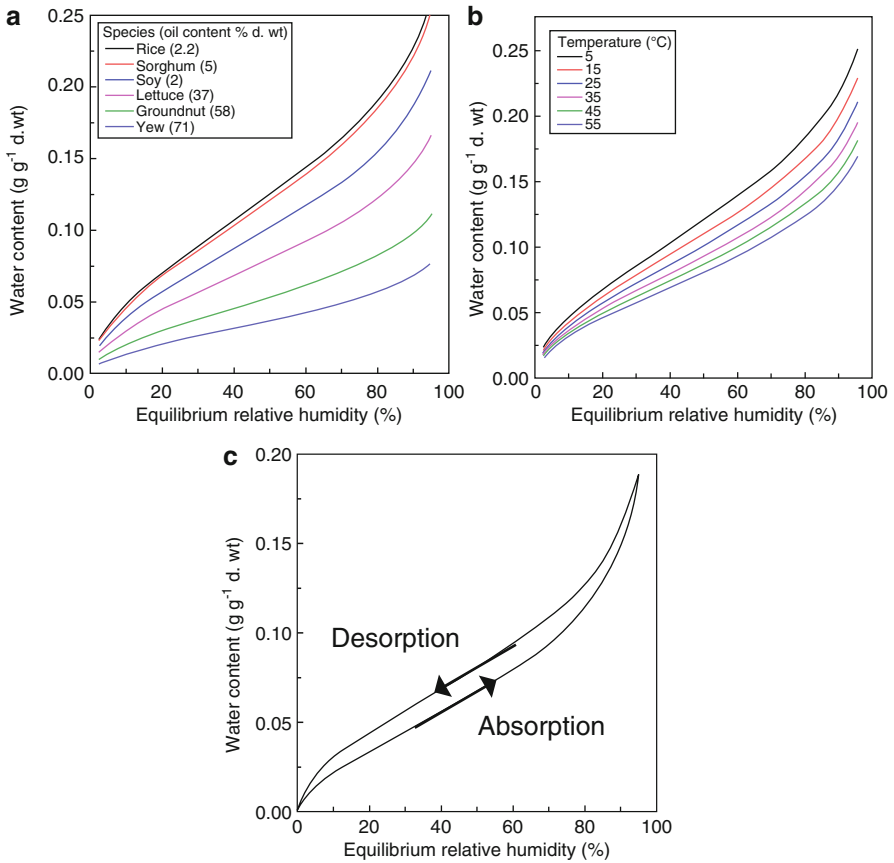 a
Species (oil content % d. wt)
Rice (2.2)
Sorghum (5)
Soy (2)
Lettuce (37)
Groundnut (58)
Yew (71)
0.25
0.20
0.15
0.10
0.05
0.00
Water content (g g⁻¹ d.wt)
0 20 40 60 80 100
Equilibrium relative humidity (%)
b
Temperature (°C)
5
15
25
35
45
55
0.25
0.20
0.15
0.10
0.05
0.00
Water content (g g⁻¹ d. wt)
0 20 40 60 80 100
Equilibrium relative humidity (%)
c
0.20
0.15
0.10
0.05
0.00
Water content (g g⁻¹ d. wt)
Desorption
Absorption
0 20 40 60 80 100
Equilibrium relative humidity (%)